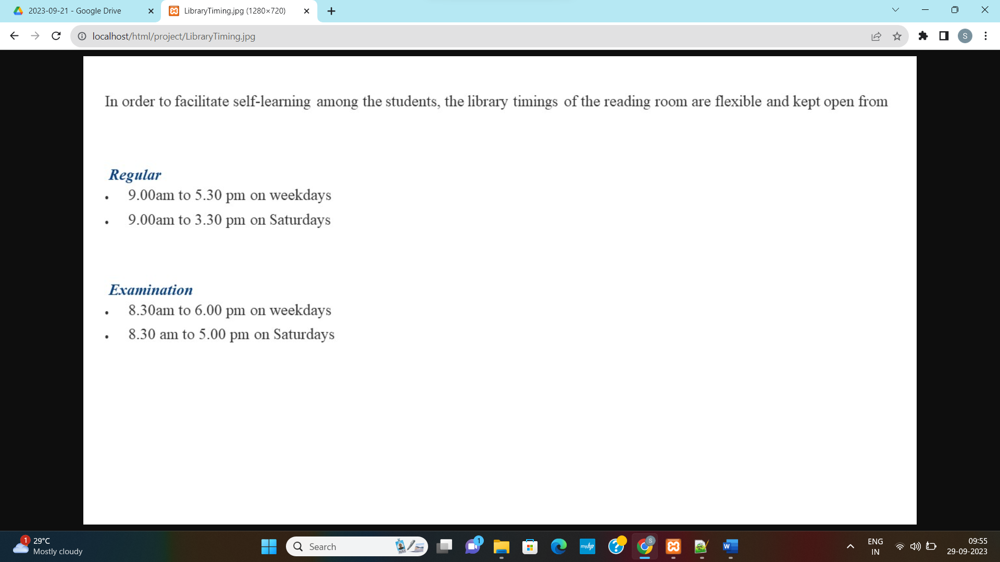 2023-09-21 - Google Drive
LibraryTiming.jpg (1280×720)
localhost/html/project/LibraryTiming.jpg
S
In order to facilitate self-learning among the students, the library timings of the reading room are flexible and kept open from
Regular
• 9.00am to 5.30 pm on weekdays
• 9.00am to 3.30 pm on Saturdays
Examination
• 8.30am to 6.00 pm on weekdays
• 8.30 am to 5.00 pm on Saturdays
1
29°C
Mostly cloudy
Search
1
myhp
?
S
W
ENG
IN
09:55
29-09-2023